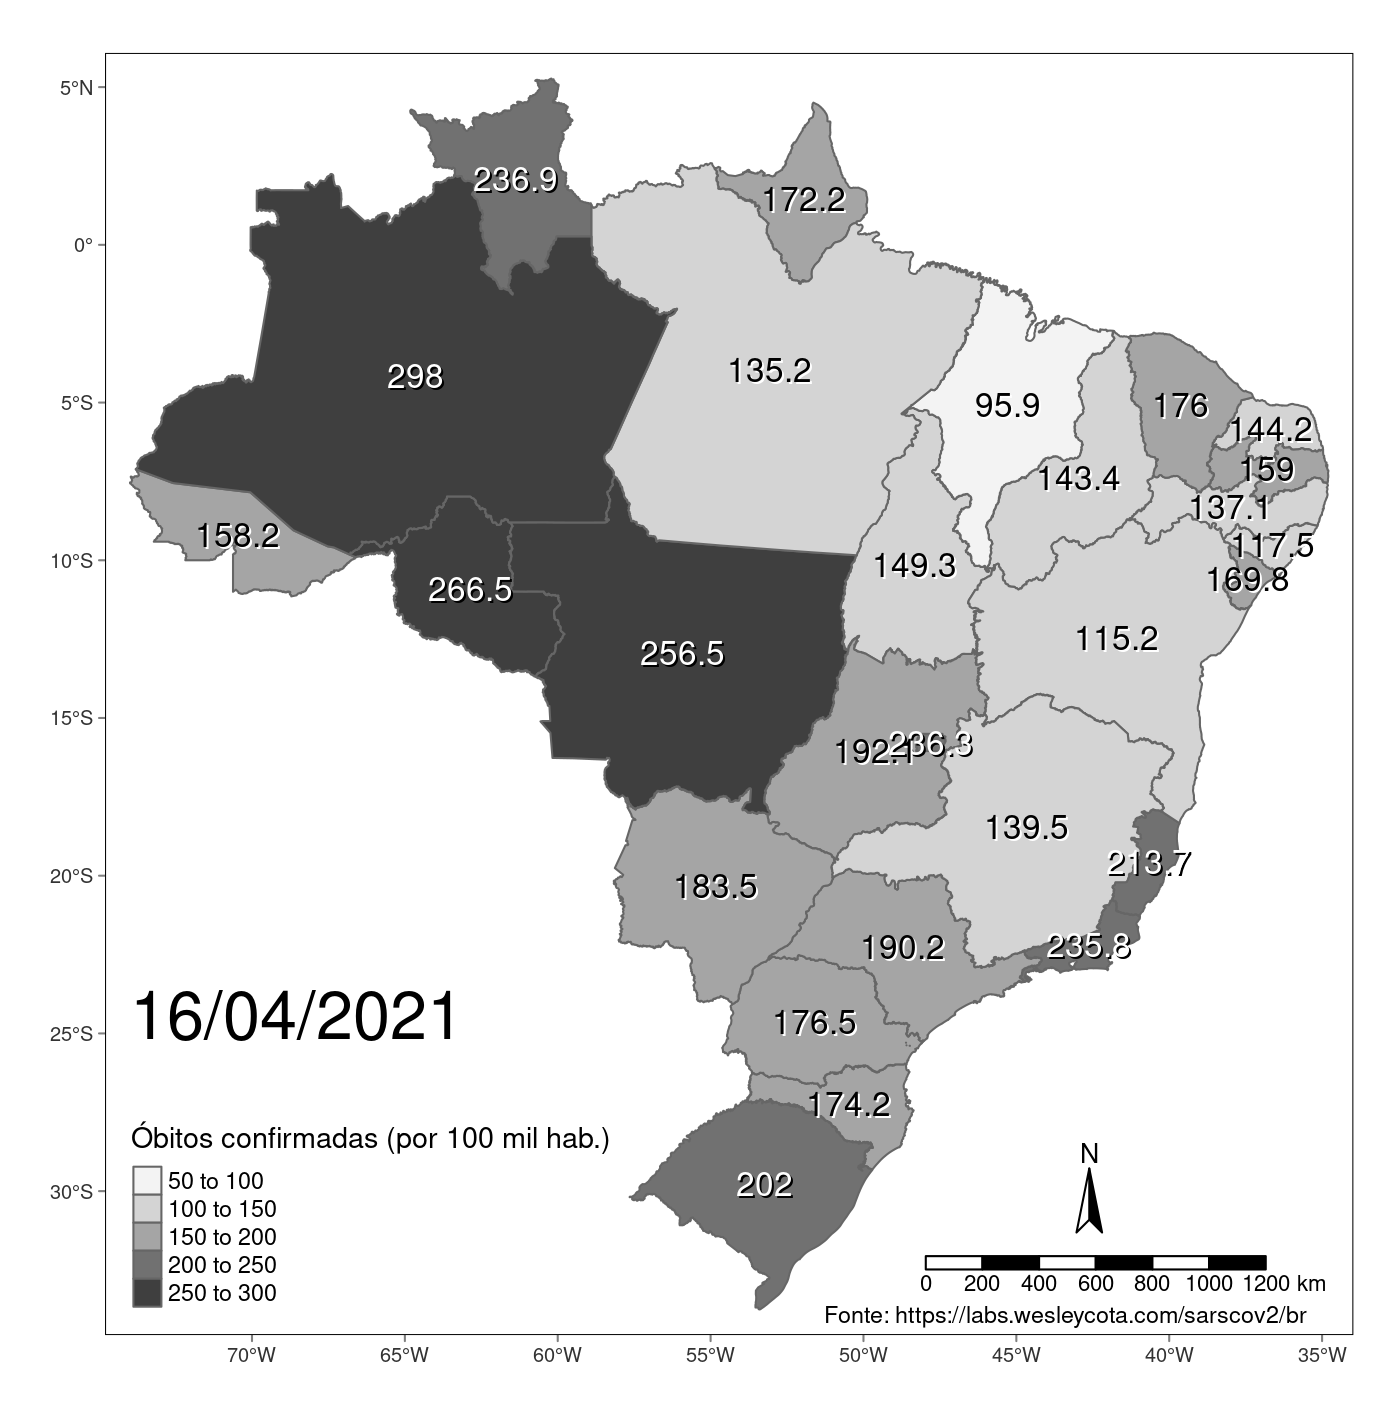 5°N
0°
5°S
10°S
15°S
20°S
25°S
30°S
236.9
172.2
298
135.2
95.9
176
144.2
159
143.4
137.1
158.2
117.5
149.3
169.8
266.5
115.2
256.5
192.1
236.3
139.5
213.7
183.5
190.2
235.8
176.5
174.2
202
16/04/2021
Óbitos confirmadas (por 100 mil hab.)
50 to 100
100 to 150
150 to 200
200 to 250
250 to 300
N
0 200 400 600 800 1000 1200 km
Fonte: https://labs.wesleycota.com/sarscov2/br
70°W 65°W 60°W 55°W 50°W 45°W 40°W 35°W